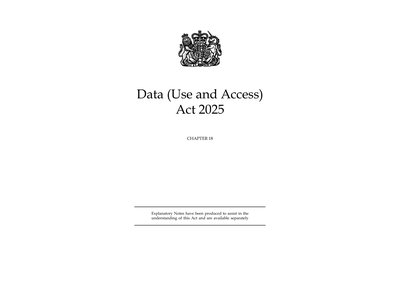 Data (Use and Access)
Act 2025
CHAPTER 18
Explanatory Notes have been produced to assist in the
understanding of this Act and are available separately